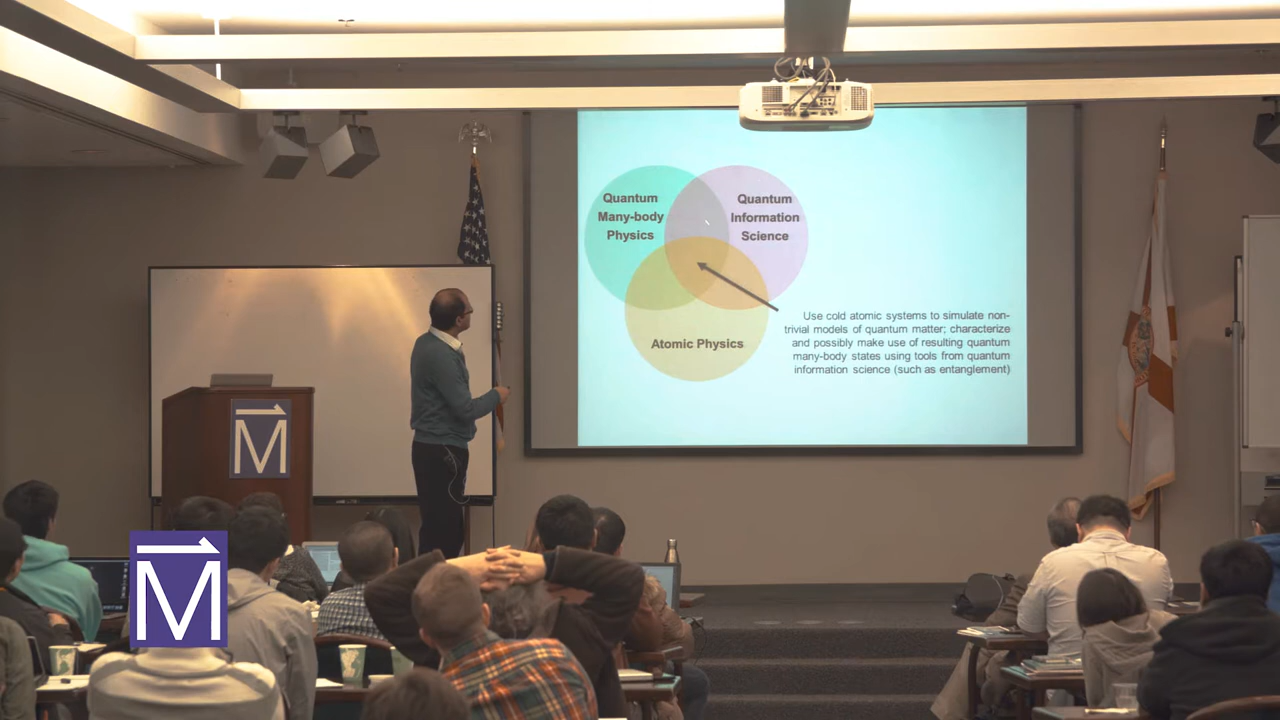 Quantum
Many-body
Physics
Quantum
Information
Science
Atomic Physics
Use cold atomic systems to simulate non-
trivial models of quantum matter; characterize
and possibly make use of resulting quantum
many-body states using tools from quantum
information science (such as entanglement)
M
M